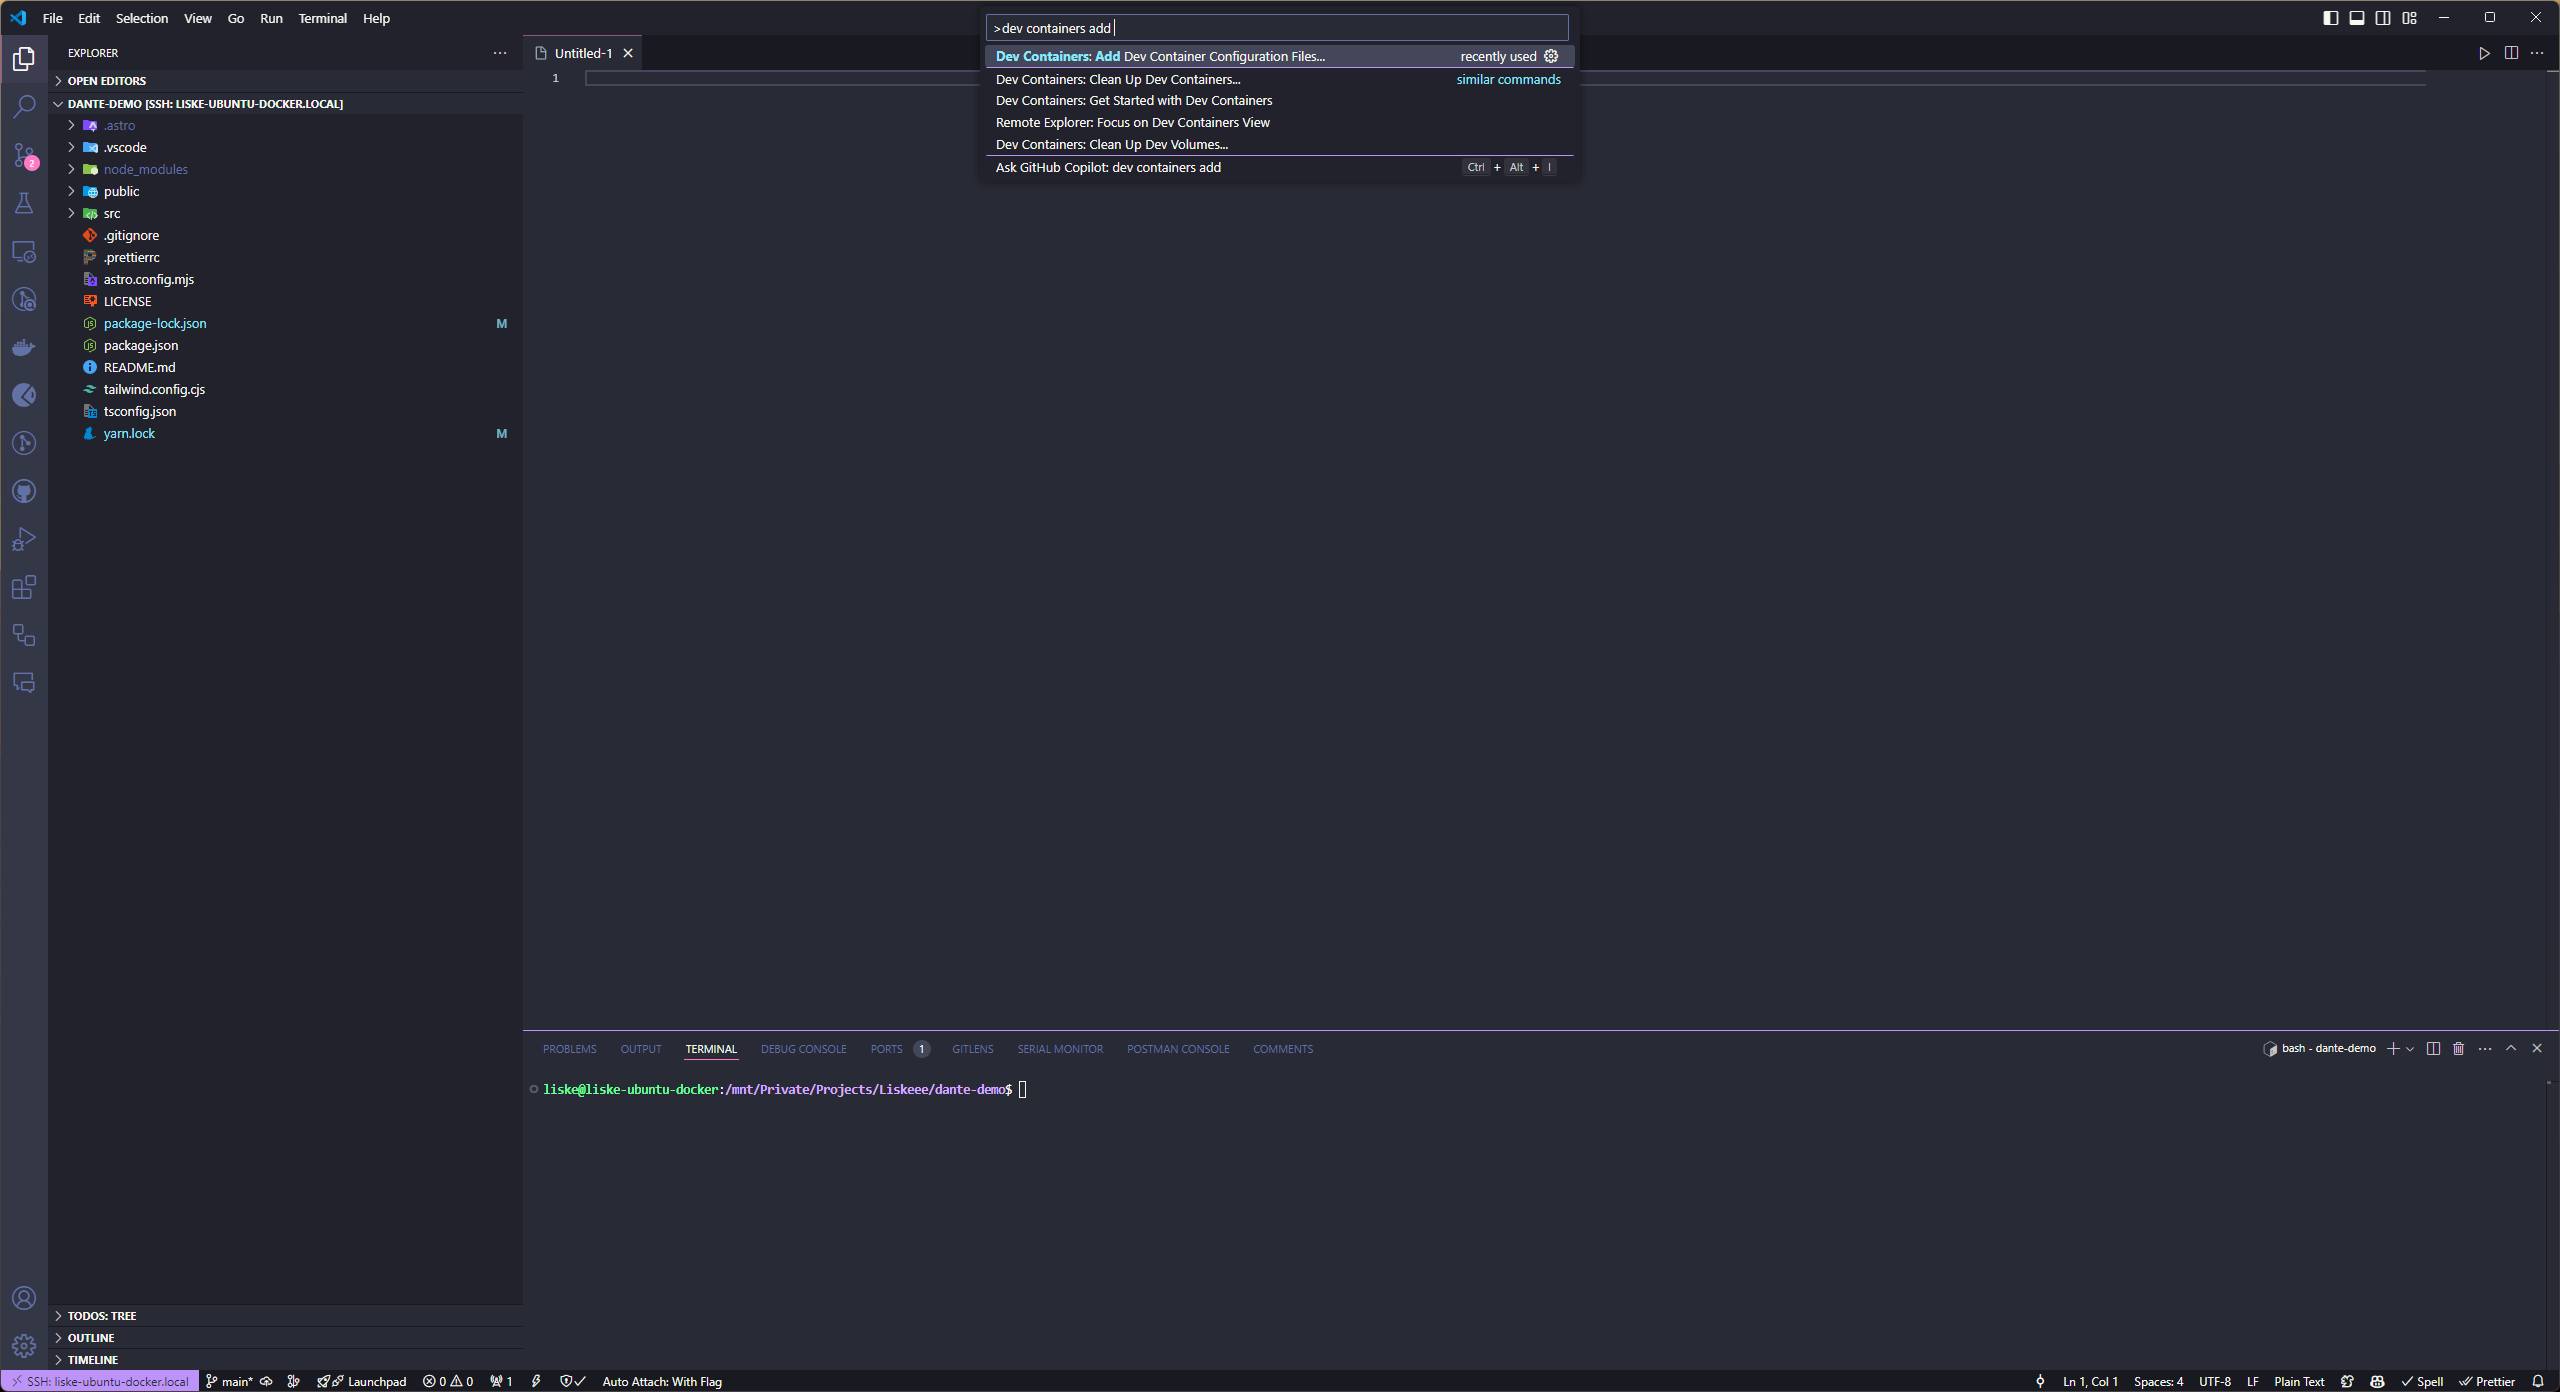 File Edit Selection View Go Run Terminal Help
>dev containers add
Dev Containers: Add Dev Container Configuration Files... recently used
Dev Containers: Clean Up Dev Containers... similar commands
Dev Containers: Get Started with Dev Containers
Remote Explorer: Focus on Dev Containers View
Dev Containers: Clean Up Dev Volumes...
Ask GitHub Copilot: dev containers add Ctrl + Alt + I
EXPLORER
OPEN EDITORS
DANTE-DEMO [SSH: LISKE-UBUNTU-DOCKER.LOCAL]
.astro
.vscode
node_modules
public
src
.gitignore
.prettierrc
astro.config.mjs
LICENSE
package-lock.json M
package.json
README.md
tailwind.config.cjs
tsconfig.json
yarn.lock M
2
TODOS: TREE
OUTLINE
TIMELINE
Untitled-1
1
PROBLEMS OUTPUT TERMINAL DEBUG CONSOLE PORTS 1 GITLENS SERIAL MONITOR POSTMAN CONSOLE COMMENTS
bash - dante-demo
liske@liske-ubuntu-docker:/mnt/Private/Projects/Liskeee/dante-demo$
SSH: liske-ubuntu-docker.local main* Launchpad 0 0 1 Auto Attach: With Flag
Ln 1, Col 1 Spaces: 4 UTF-8 LF Plain Text Spell Prettier